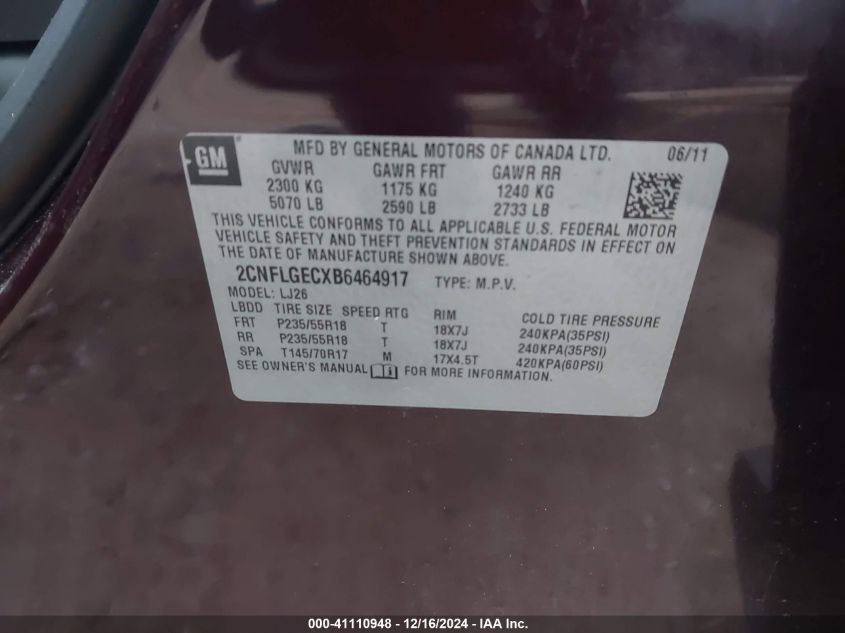 GM
MFD BY GENERAL MOTORS OF CANADA LTD. 06/11
GVWR GAWR FRT GAWR RR
2300 KG 1175 KG 1240 KG
5070 LB 2590 LB 2733 LB
THIS VEHICLE CONFORMS TO ALL APPLICABLE U.S. FEDERAL MOTOR
VEHICLE SAFETY AND THEFT PREVENTION STANDARDS IN EFFECT ON
THE DATE OF MANUFACTURE SHOWN ABOVE.
2CNFLGECXB6464917 TYPE: M.P.V.
MODEL: LJ26
LBDD TIRE SIZE SPEED RTG RIM COLD TIRE PRESSURE
FRT P235/55R18 T 18X7J 240KPA(35PSI)
RR P235/55R18 T 18X7J 240KPA(35PSI)
SPA T145/70R17 M 17X4.5T 420KPA(60PSI)
SEE OWNER'S MANUAL FOR MORE INFORMATION.
000-41110948 - 12/16/2024 - IAA Inc.